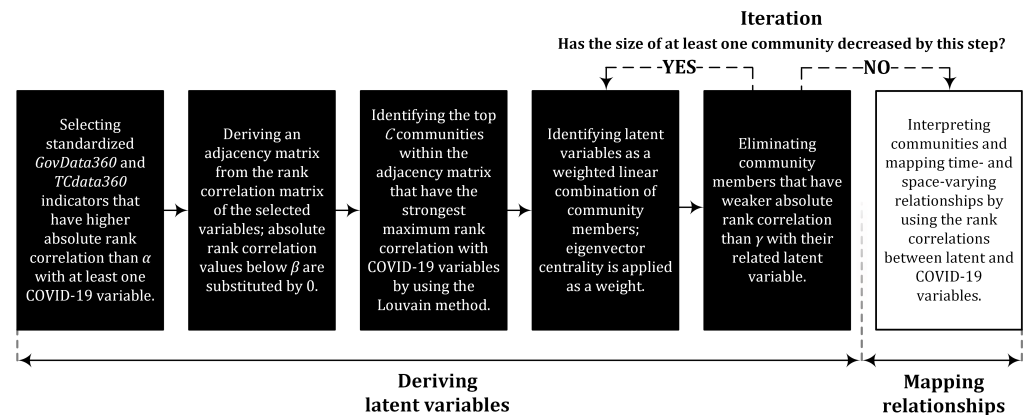 Iteration
Has the size of at least one community decreased by this step?
YES
NO
Selecting
standardized
GovData360 and
TCdata360
indicators that
have higher
absolute rank
correlation than α
with at least one
COVID-19 variable.
Deriving an
adjacency matrix
from the rank
correlation matrix
of the selected
variables; absolute
rank correlation
values below β are
substituted by 0.
Identifying the top
C communities
within the
adjacency matrix
that have the
strongest
maximum rank
correlation with
COVID-19 variables
by using the
Louvain method.
Identifying latent
variables as a
weighted linear
combination of
community
members;
eigenvector
centrality is applied
as a weight.
Eliminating
community
members that have
weaker absolute
rank correlation
than γ with their
related latent
variable.
Interpreting
communities and
mapping time- and
space-varying
relationships by
using the rank
correlations
between latent and
COVID-19
variables.
Deriving
latent variables
Mapping
relationships